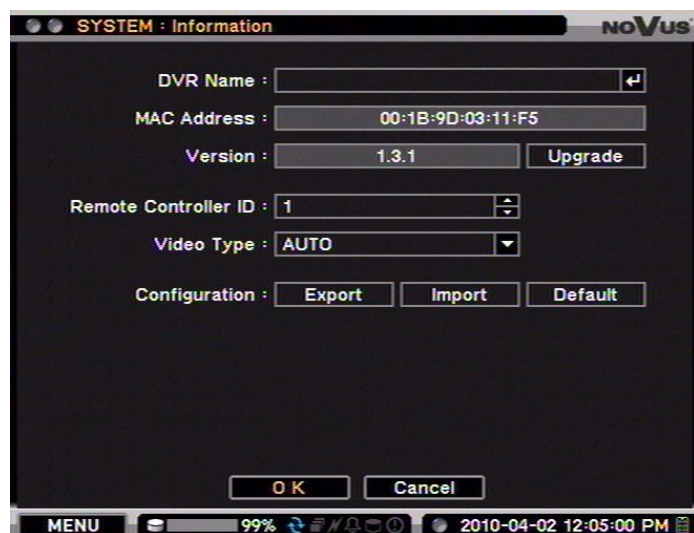 SYSTEM : Information
NOVUS
DVR Name :
MAC Address : 00:1B:9D:03:11:F5
Version : 1.3.1 Upgrade
Remote Controller ID : 1
Video Type : AUTO
Configuration : Export Import Default
OK Cancel
MENU 99% 2010-04-02 12:05:00 PM